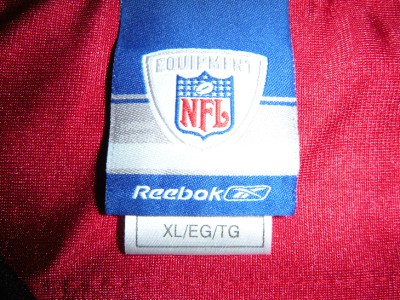 EQUIPMENT
NFL
Reebok
XL/EG/TG